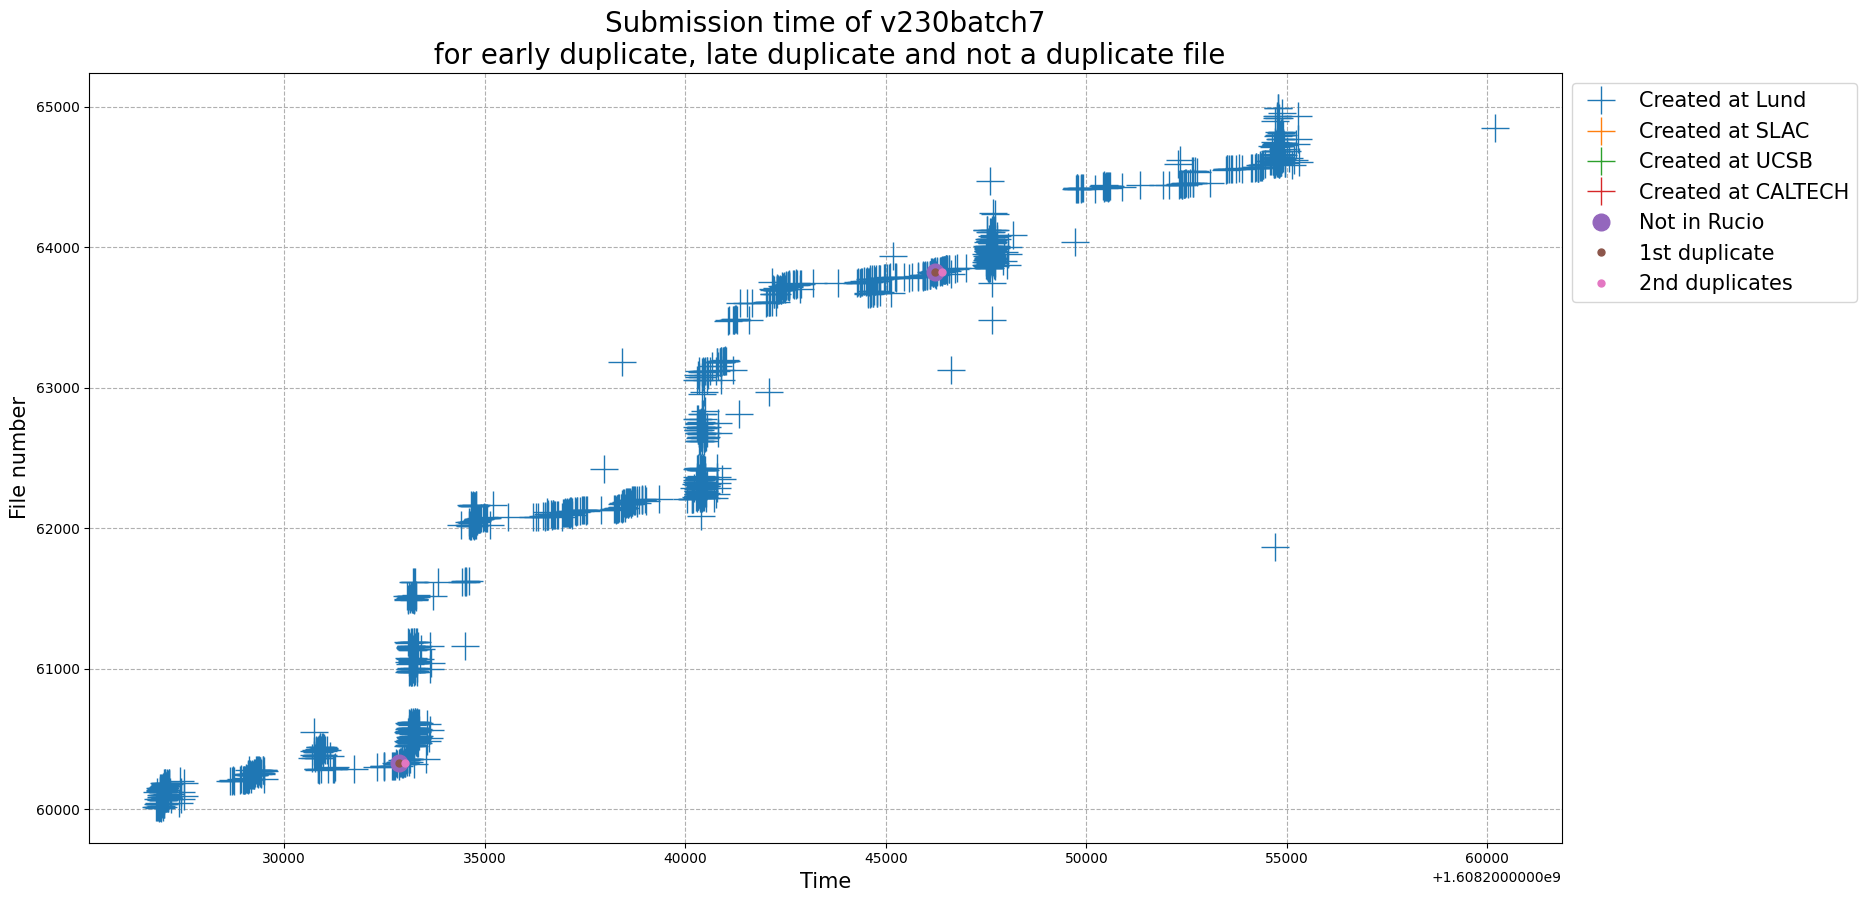 Submission time of v230batch7
for early duplicate, late duplicate and not a duplicate file
File number
65000
64000
63000
62000
61000
60000
30000
35000
40000
45000
50000
55000
60000
+1.6082000000e9
Time
Created at Lund
Created at SLAC
Created at UCSB
Created at CALTECH
Not in Rucio
1st duplicate
2nd duplicates